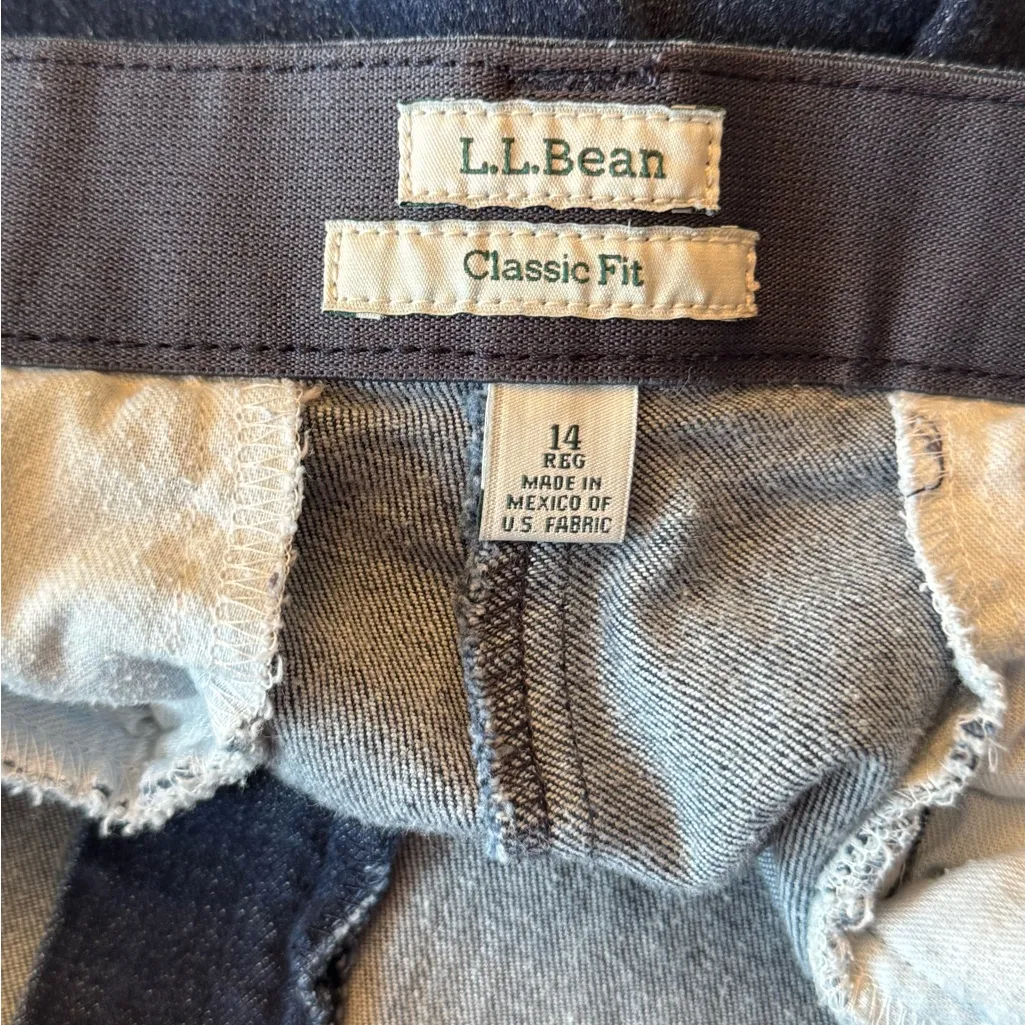 L.L.Bean
Classic Fit
14
REG
MADE IN
MEXICO OF
U.S. FABRIC